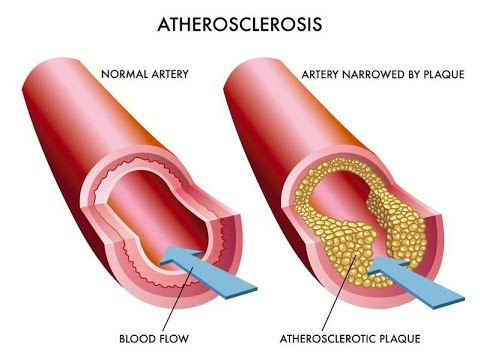 ATHEROSCLEROSIS
NORMAL ARTERY
ARTERY NARROWED BY PLAQUE
BLOOD FLOW
ATHEROSCLEROTIC PLAQUE